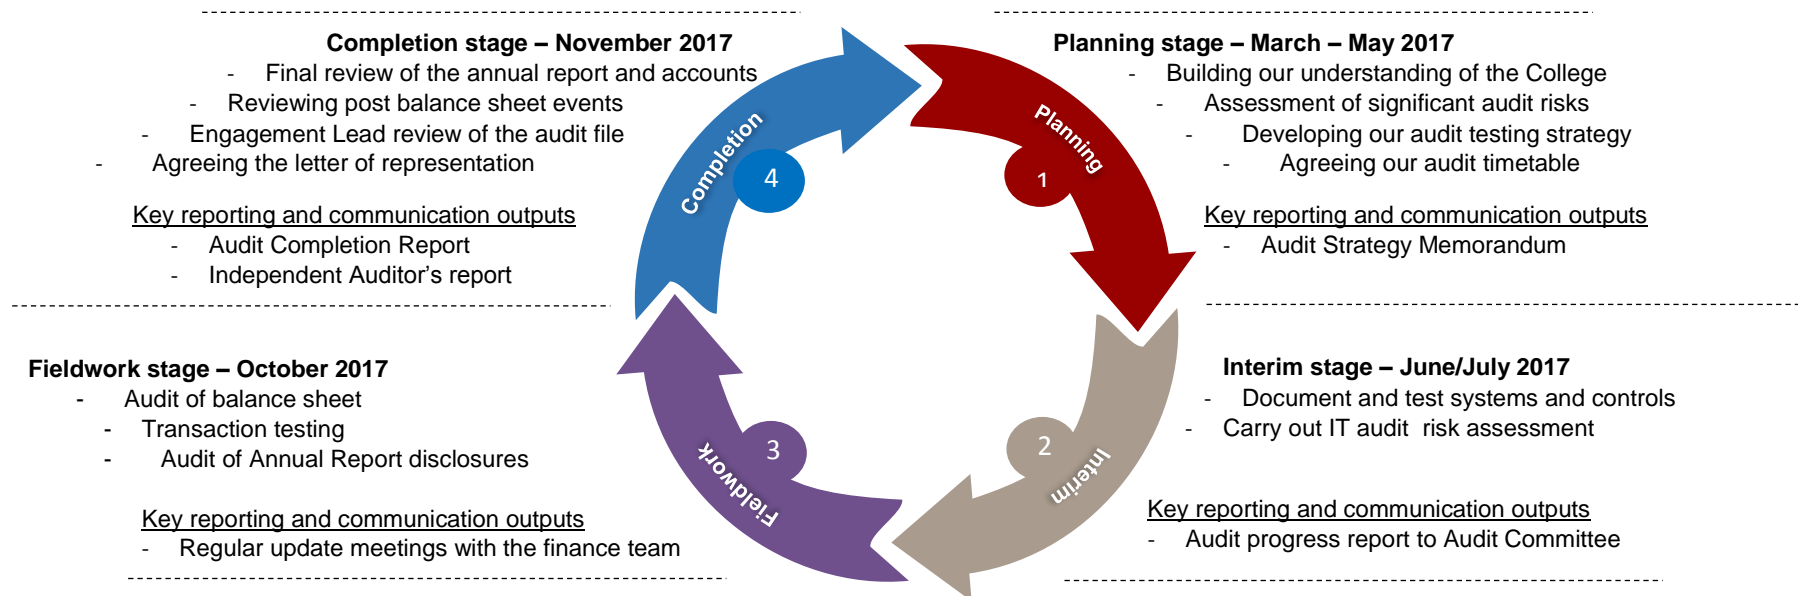 Completion stage – November 2017
- Final review of the annual report and accounts
- Reviewing post balance sheet events
- Engagement Lead review of the audit file
- Agreeing the letter of representation
Key reporting and communication outputs
- Audit Completion Report
- Independent Auditor’s report
Planning stage – March – May 2017
- Building our understanding of the College
- Assessment of significant audit risks
- Developing our audit testing strategy
- Agreeing our audit timetable
Key reporting and communication outputs
- Audit Strategy Memorandum
Completion
4
Planning
1
Fieldwork stage – October 2017
- Audit of balance sheet
- Transaction testing
- Audit of Annual Report disclosures
Key reporting and communication outputs
- Regular update meetings with the finance team
3
Fieldwork
2
Interim
Interim stage – June/July 2017
- Document and test systems and controls
- Carry out IT audit risk assessment
Key reporting and communication outputs
- Audit progress report to Audit Committee